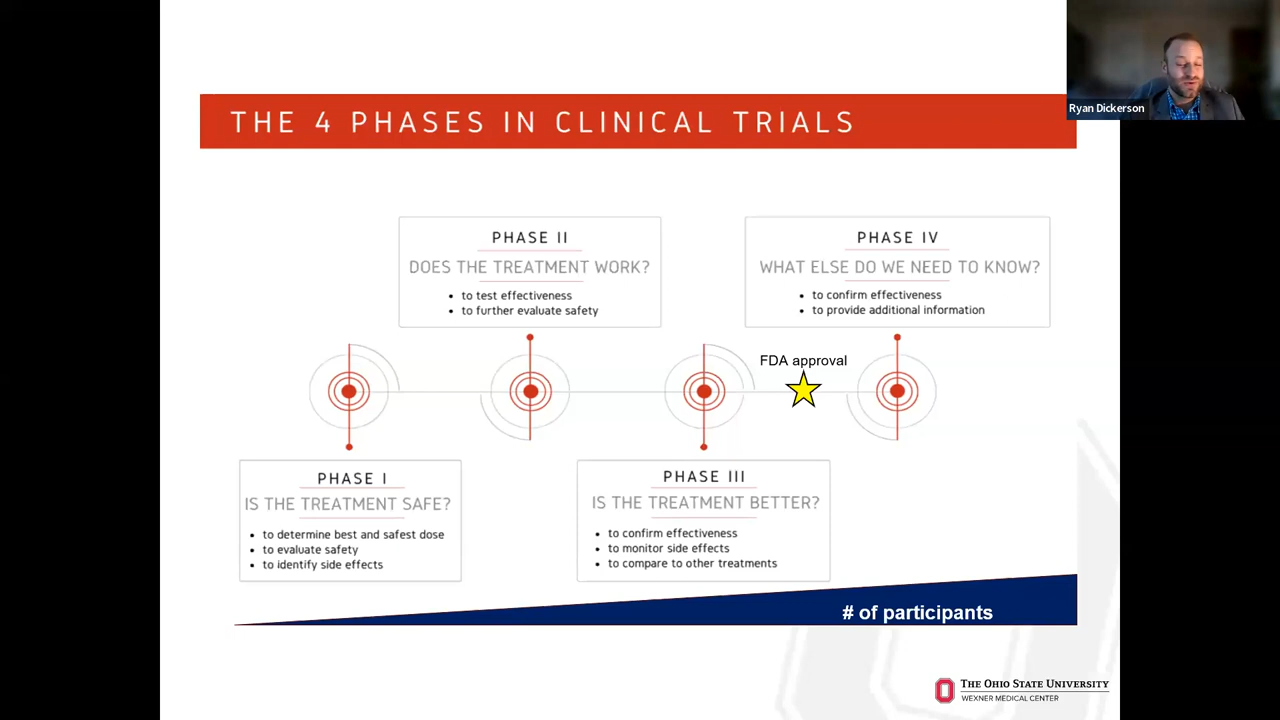 THE 4 PHASES IN CLINICAL TRIALS
Ryan Dickerson
PHASE II
DOES THE TREATMENT WORK?
• to test effectiveness
• to further evaluate safety
PHASE IV
WHAT ELSE DO WE NEED TO KNOW?
• to confirm effectiveness
• to provide additional information
FDA approval
PHASE I
IS THE TREATMENT SAFE?
• to determine best and safest dose
• to evaluate safety
• to identify side effects
PHASE III
IS THE TREATMENT BETTER?
• to confirm effectiveness
• to monitor side effects
• to compare to other treatments
# of participants
THE OHIO STATE UNIVERSITY
WEXNER MEDICAL CENTER